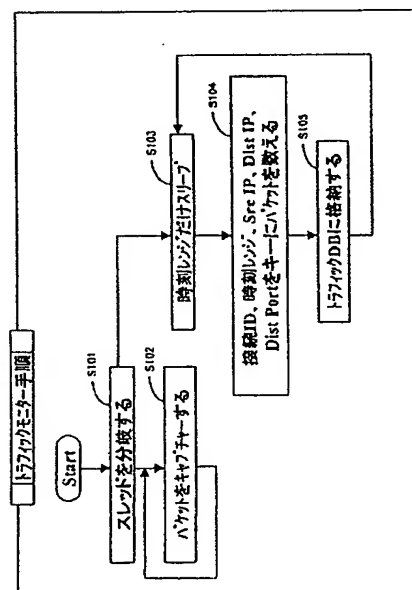 トラフィックモニター手順
Start
S101
スレッドを分岐する
S102
パケットをキャプチャーする
S103
時刻レンジだけスリープ
S104
接続ID、時刻レンジ、Src IP、Dist IP、
Dist Portをキーにパケットを数える
S105
トラフィックDBに格納する